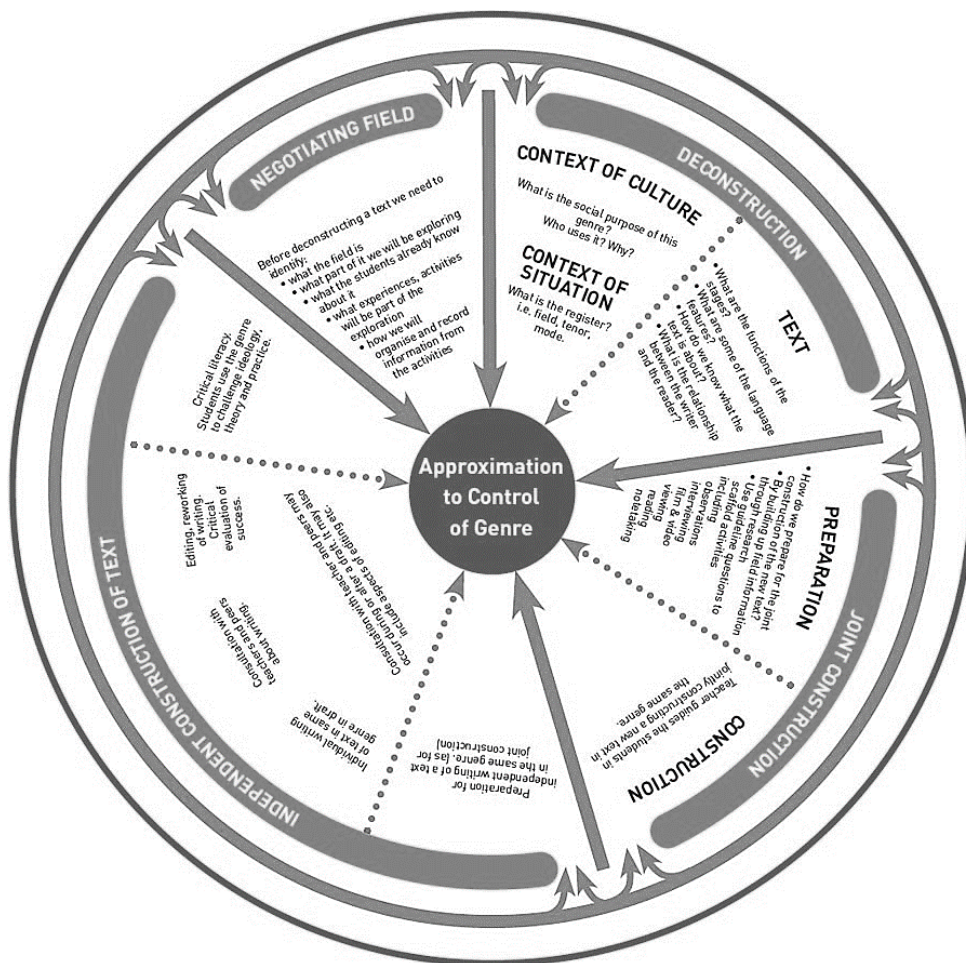 NEGOTIATING FIELD
Before deconstructing a text we need to
identify:
• what the field is
• what part of it we will be exploring
• what the students already know
about it
• what experiences, activities
will be part of the
exploration
• how we will
organise and record
information from
the activities
DECONSTRUCTION
CONTEXT OF CULTURE
What is the social purpose of this
genre?
Who uses it? Why?
CONTEXT OF
SITUATION
What is the register?
i.e. field, tenor,
mode.
TEXT
• What are the functions of the
stages?
• What are some of the language
features?
• How do we know what the
text is about?
• What is the relationship
between the writer
and the reader?
JOINT CONSTRUCTION
PREPARATION
• How do we prepare for the joint
construction of the new text?
• By building up field information
through research
• Use guideline questions to
scaffold activities
including
observations
interviewing
film & video
viewing
reading
notetaking
CONSTRUCTION
Teacher guides the students in
jointly constructing a new text in
the same genre.
INDEPENDENT CONSTRUCTION OF TEXT
Preparation for
independent writing of a text
in the same genre. (as for
joint construction)
Individual writing
of text in same
genre in draft.
Consultation with teacher and peers may
occur during or after a draft. It may also
include aspects of editing etc.
Consultation with
teachers and peers
about writing.
Editing, reworking
of writing.
Critical
evaluation of
success.
Critical literacy.
Students use the genre
to challenge ideology,
theory and practice.
Approximation
to Control
of Genre